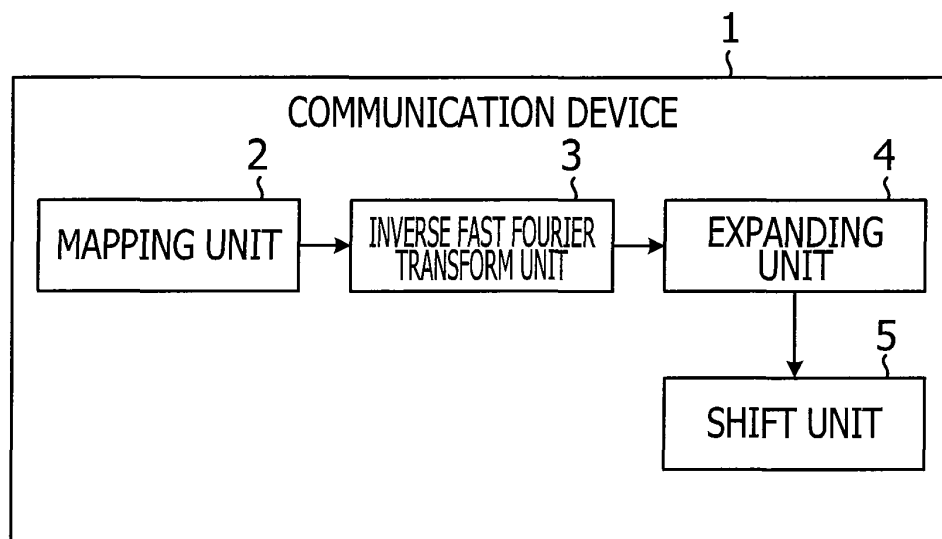 1
COMMUNICATION DEVICE
2
3
4
MAPPING UNIT
INVERSE FAST FOURIER
TRANSFORM UNIT
EXPANDING
UNIT
5
SHIFT UNIT